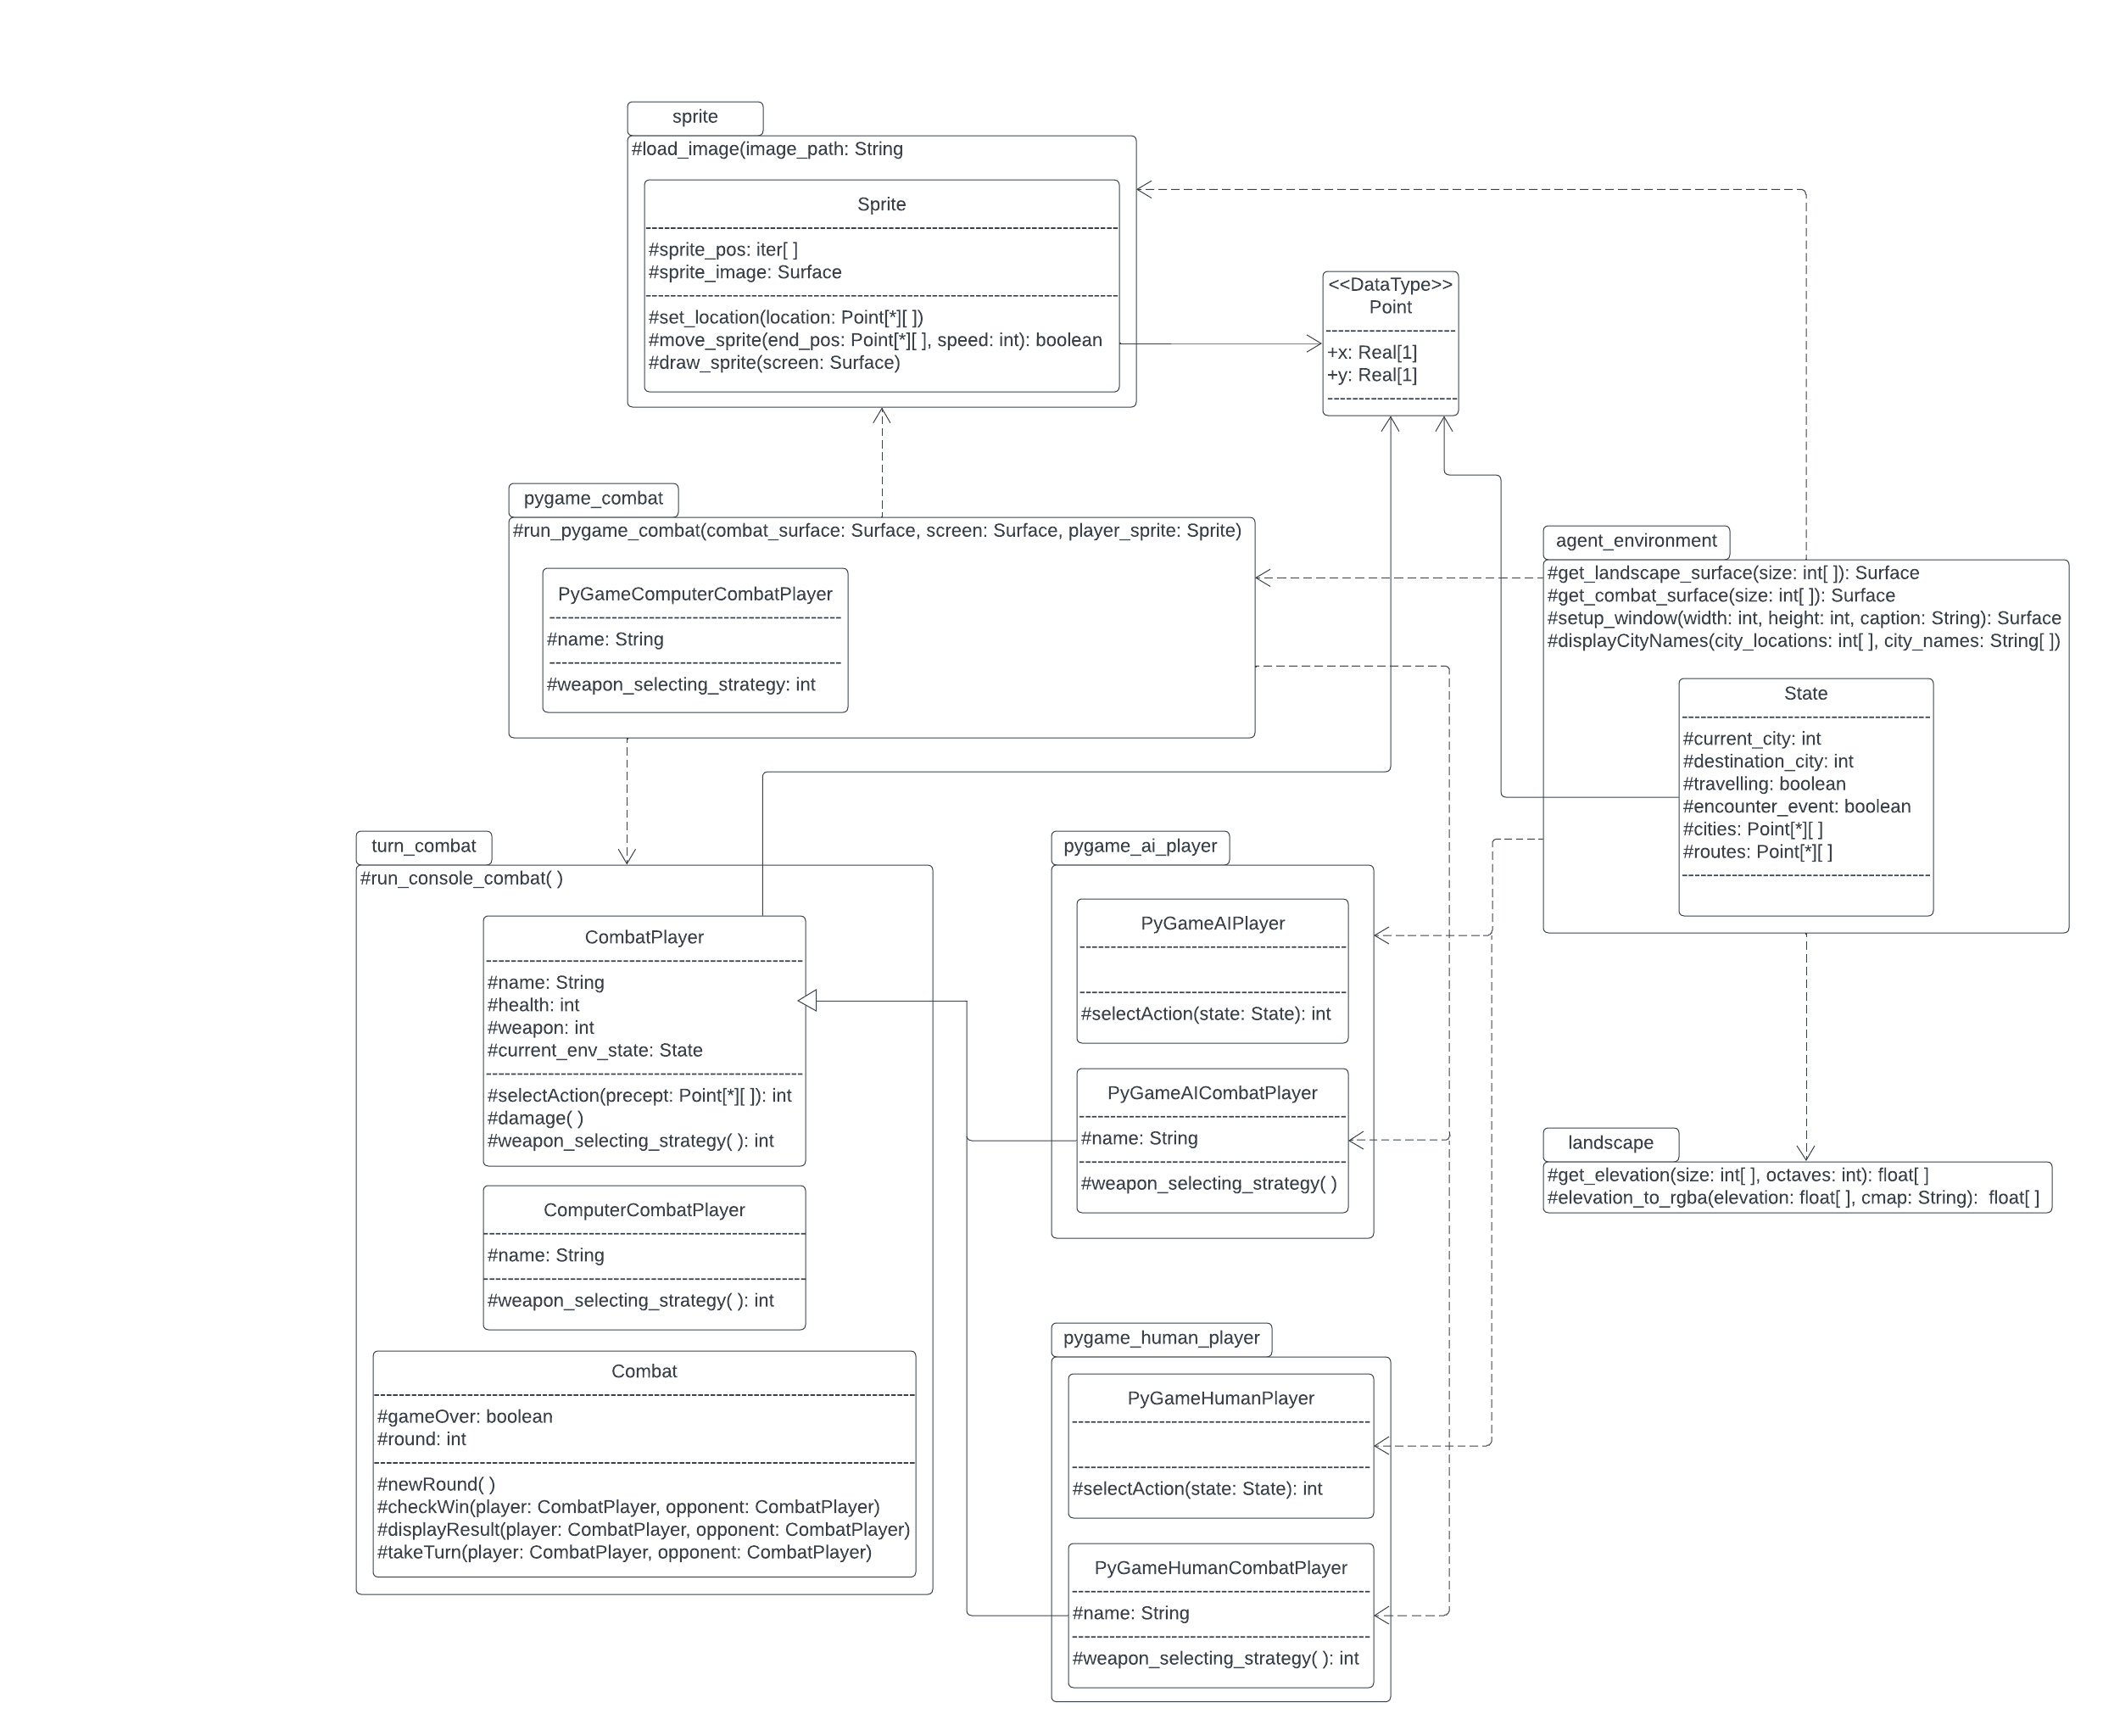 sprite
#load_image(image_path: String
Sprite
#sprite_pos: iter[ ]
#sprite_image: Surface
#set_location(location: Point[*][ ])
#move_sprite(end_pos: Point[*][ ], speed: int): boolean
#draw_sprite(screen: Surface)
<<DataType>>
Point
+x: Real[1]
+y: Real[1]
pygame_combat
#run_pygame_combat(combat_surface: Surface, screen: Surface, player_sprite: Sprite)
PyGameComputerCombatPlayer
#name: String
#weapon_selecting_strategy: int
agent_environment
#get_landscape_surface(size: int[ ]): Surface
#get_combat_surface(size: int[ ]): Surface
#setup_window(width: int, height: int, caption: String): Surface
#displayCityNames(city_locations: int[ ], city_names: String[ ])
State
#current_city: int
#destination_city: int
#travelling: boolean
#encounter_event: boolean
#cities: Point[*][ ]
#routes: Point[*][ ]
turn_combat
#run_console_combat( )
CombatPlayer
#name: String
#health: int
#weapon: int
#current_env_state: State
#selectAction(precept: Point[*][ ]): int
#damage( )
#weapon_selecting_strategy( ): int
ComputerCombatPlayer
#name: String
#weapon_selecting_strategy( ): int
Combat
#gameOver: boolean
#round: int
#newRound( )
#checkWin(player: CombatPlayer, opponent: CombatPlayer)
#displayResult(player: CombatPlayer, opponent: CombatPlayer)
#takeTurn(player: CombatPlayer, opponent: CombatPlayer)
pygame_ai_player
PyGameAIPlayer
#selectAction(state: State): int
PyGameAICombatPlayer
#name: String
#weapon_selecting_strategy( )
landscape
#get_elevation(size: int[ ], octaves: int): float[ ]
#elevation_to_rgba(elevation: float[ ], cmap: String):  float[ ]
pygame_human_player
PyGameHumanPlayer
#selectAction(state: State): int
PyGameHumanCombatPlayer
#name: String
#weapon_selecting_strategy( ): int